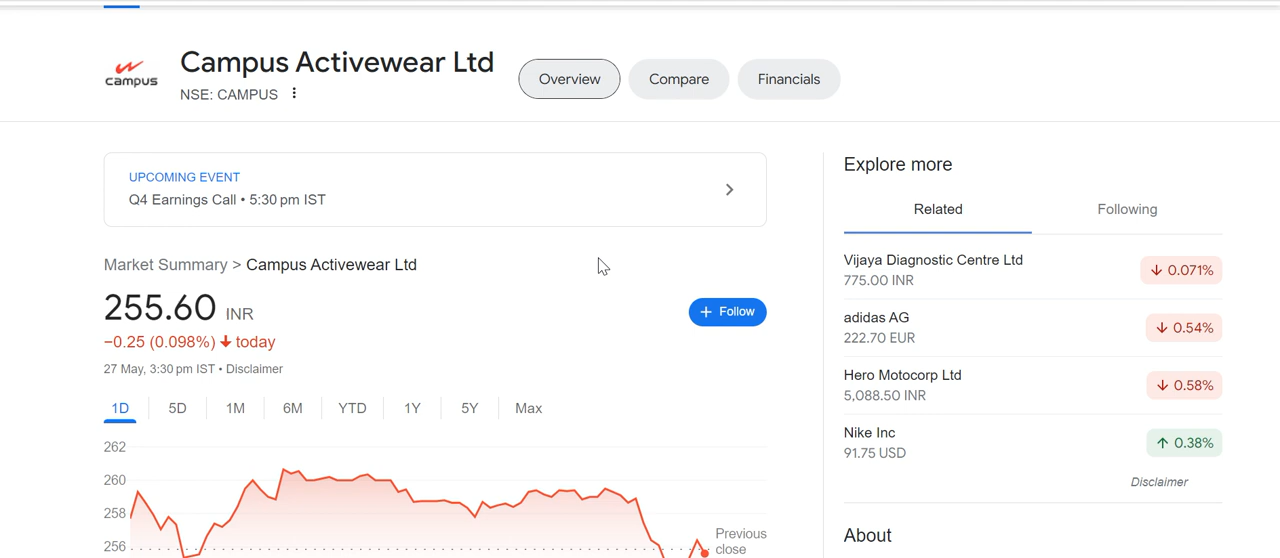 campus
Campus Activewear Ltd
NSE: CAMPUS
Overview
Compare
Financials
UPCOMING EVENT
Q4 Earnings Call • 5:30 pm IST
Market Summary > Campus Activewear Ltd
255.60 INR
+ Follow
−0.25 (0.098%) ↓ today
27 May, 3:30 pm IST • Disclaimer
1D
5D
1M
6M
YTD
1Y
5Y
Max
262
260
258
256
Previous
close
Explore more
Related
Following
Vijaya Diagnostic Centre Ltd
775.00 INR
↓ 0.071%
adidas AG
222.70 EUR
↓ 0.54%
Hero Motocorp Ltd
5,088.50 INR
↓ 0.58%
Nike Inc
91.75 USD
↑ 0.38%
Disclaimer
About